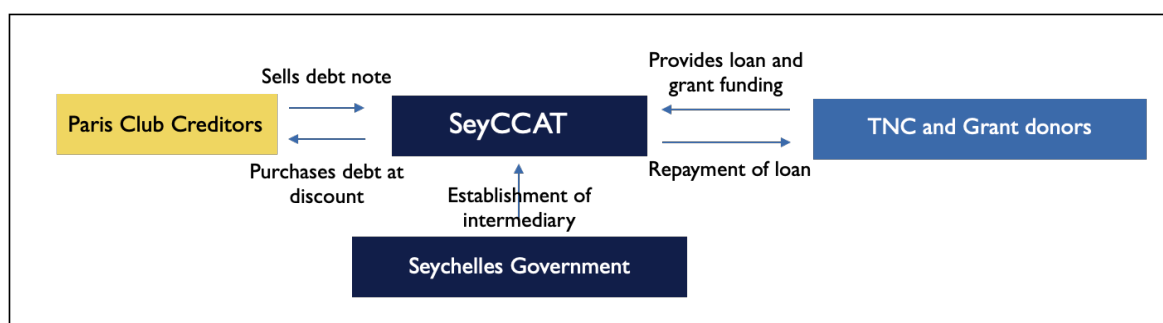 Sells debt note
Provides loan and
grant funding
Paris Club Creditors
SeyCCAT
TNC and Grant donors
Purchases debt at
discount
Establishment of
intermediary
Repayment of loan
Seychelles Government